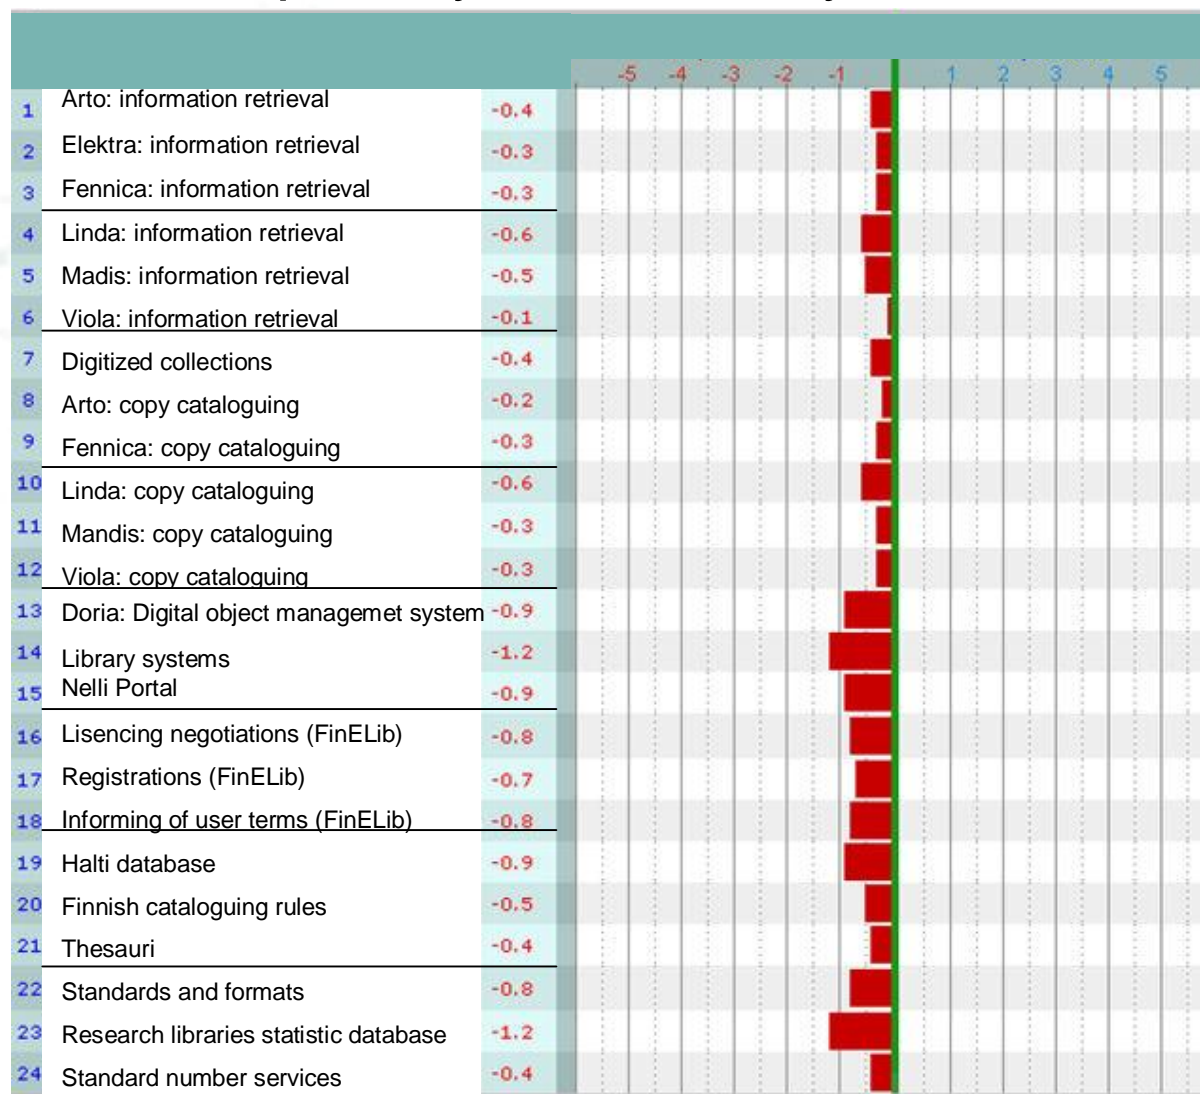 -5 -4 -3 -2 -1 1 2 3 4 5
1 Arto: information retrieval -0.4
2 Elektra: information retrieval -0.3
3 Fennica: information retrieval -0.3
4 Linda: information retrieval -0.6
5 Madis: information retrieval -0.5
6 Viola: information retrieval -0.1
7 Digitized collections -0.4
8 Arto: copy cataloguing -0.2
9 Fennica: copy cataloguing -0.3
10 Linda: copy cataloguing -0.6
11 Mandis: copy cataloguing -0.3
12 Viola: copy cataloguing -0.3
13 Doria: Digital object managemet system -0.9
14 Library systems -1.2
15 Nelli Portal -0.9
16 Lisencing negotiations (FinELib) -0.8
17 Registrations (FinELib) -0.7
18 Informing of user terms (FinELib) -0.8
19 Halti database -0.9
20 Finnish cataloguing rules -0.5
21 Thesauri -0.4
22 Standards and formats -0.8
23 Research libraries statistic database -1.2
24 Standard number services -0.4